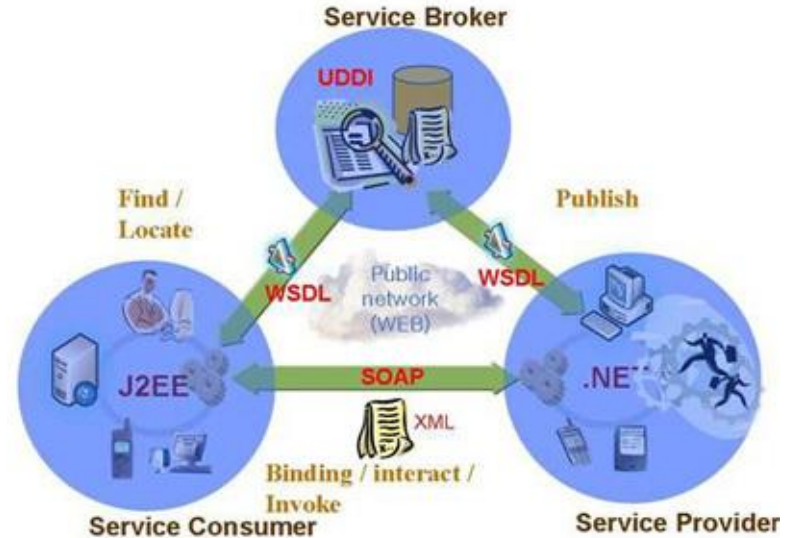 Service Broker
UDDI
Find /
Locate
Publish
WSDL
WSDL
Public
network
(WEB)
J2EE
SOAP
XML
Binding / interact /
Invoke
Service Consumer
Service Provider